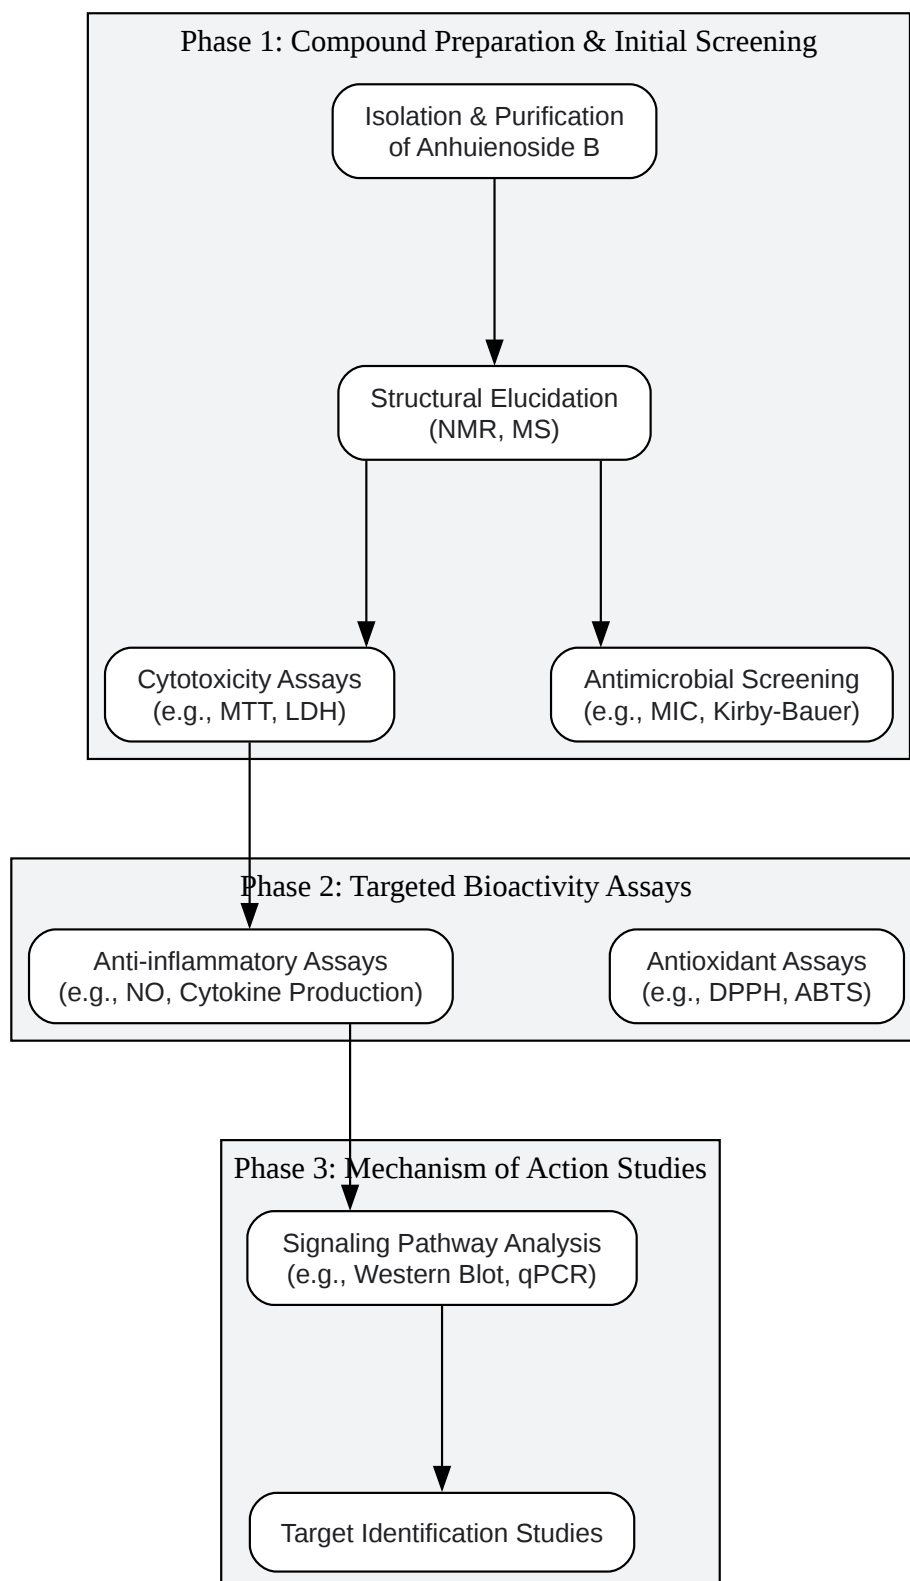 Phase 1: Compound Preparation & Initial Screening
Isolation & Purification
of Anhuienoside B
Structural Elucidation
(NMR, MS)
Cytotoxicity Assays
(e.g., MTT, LDH)
Antimicrobial Screening
(e.g., MIC, Kirby-Bauer)
Phase 2: Targeted Bioactivity Assays
Anti-inflammatory Assays
(e.g., NO, Cytokine Production)
Antioxidant Assays
(e.g., DPPH, ABTS)
Phase 3: Mechanism of Action Studies
Signaling Pathway Analysis
(e.g., Western Blot, qPCR)
Target Identification Studies